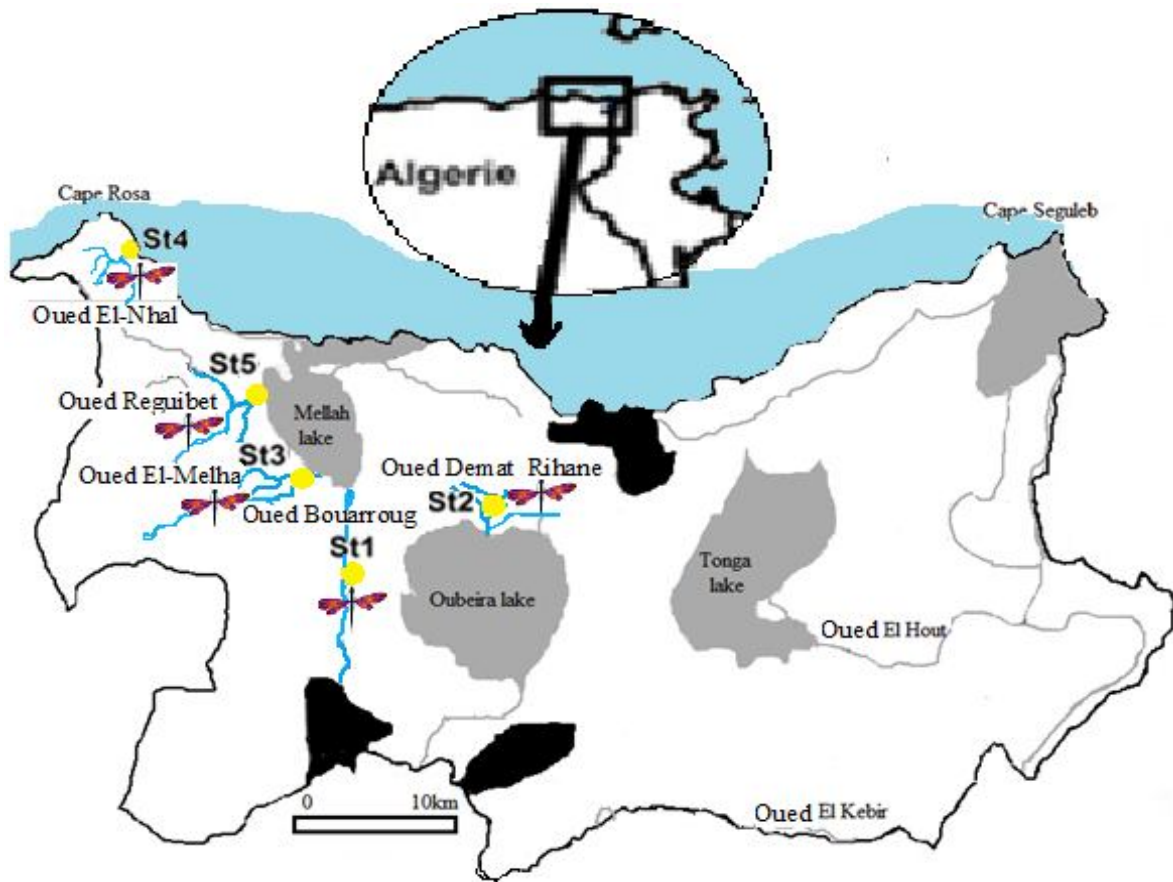 Algerie
Cape Rosa
Cape Seguleb
St4
Oued El-Nhal
St5
Oued Reguibet
Mellah
lake
St3
Oued El-Melha
Oued Demat Rihane
St2
Oued Bouarroug
St1
Tonga
lake
Oubeira lake
Oued El Hout
0 10km
Oued El Kebir